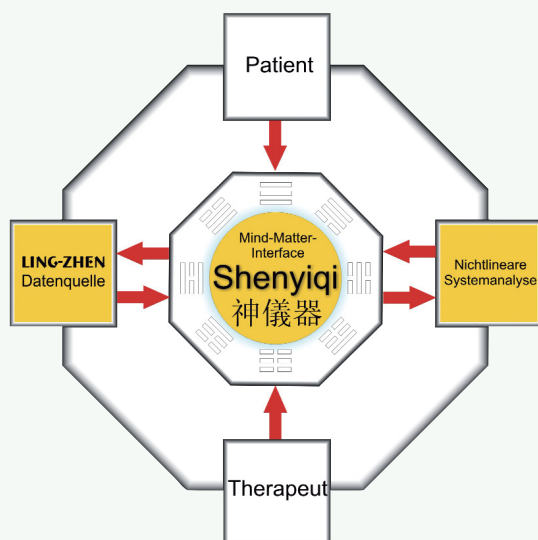 Patient
LING-ZHEN
Datenquelle
Mind-Matter-
Interface
Shenyiqi
神儀器
Nichtlineare
Systemanalyse
Therapeut